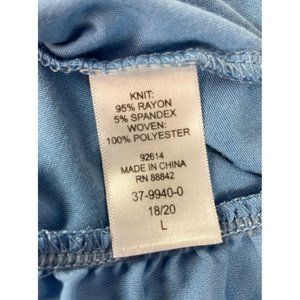 KNIT:
95% RAYON
5% SPANDEX
WOVEN:
100% POLYESTER
92614
MADE IN CHINA
RN 88842
37-9940-0
18/20
L